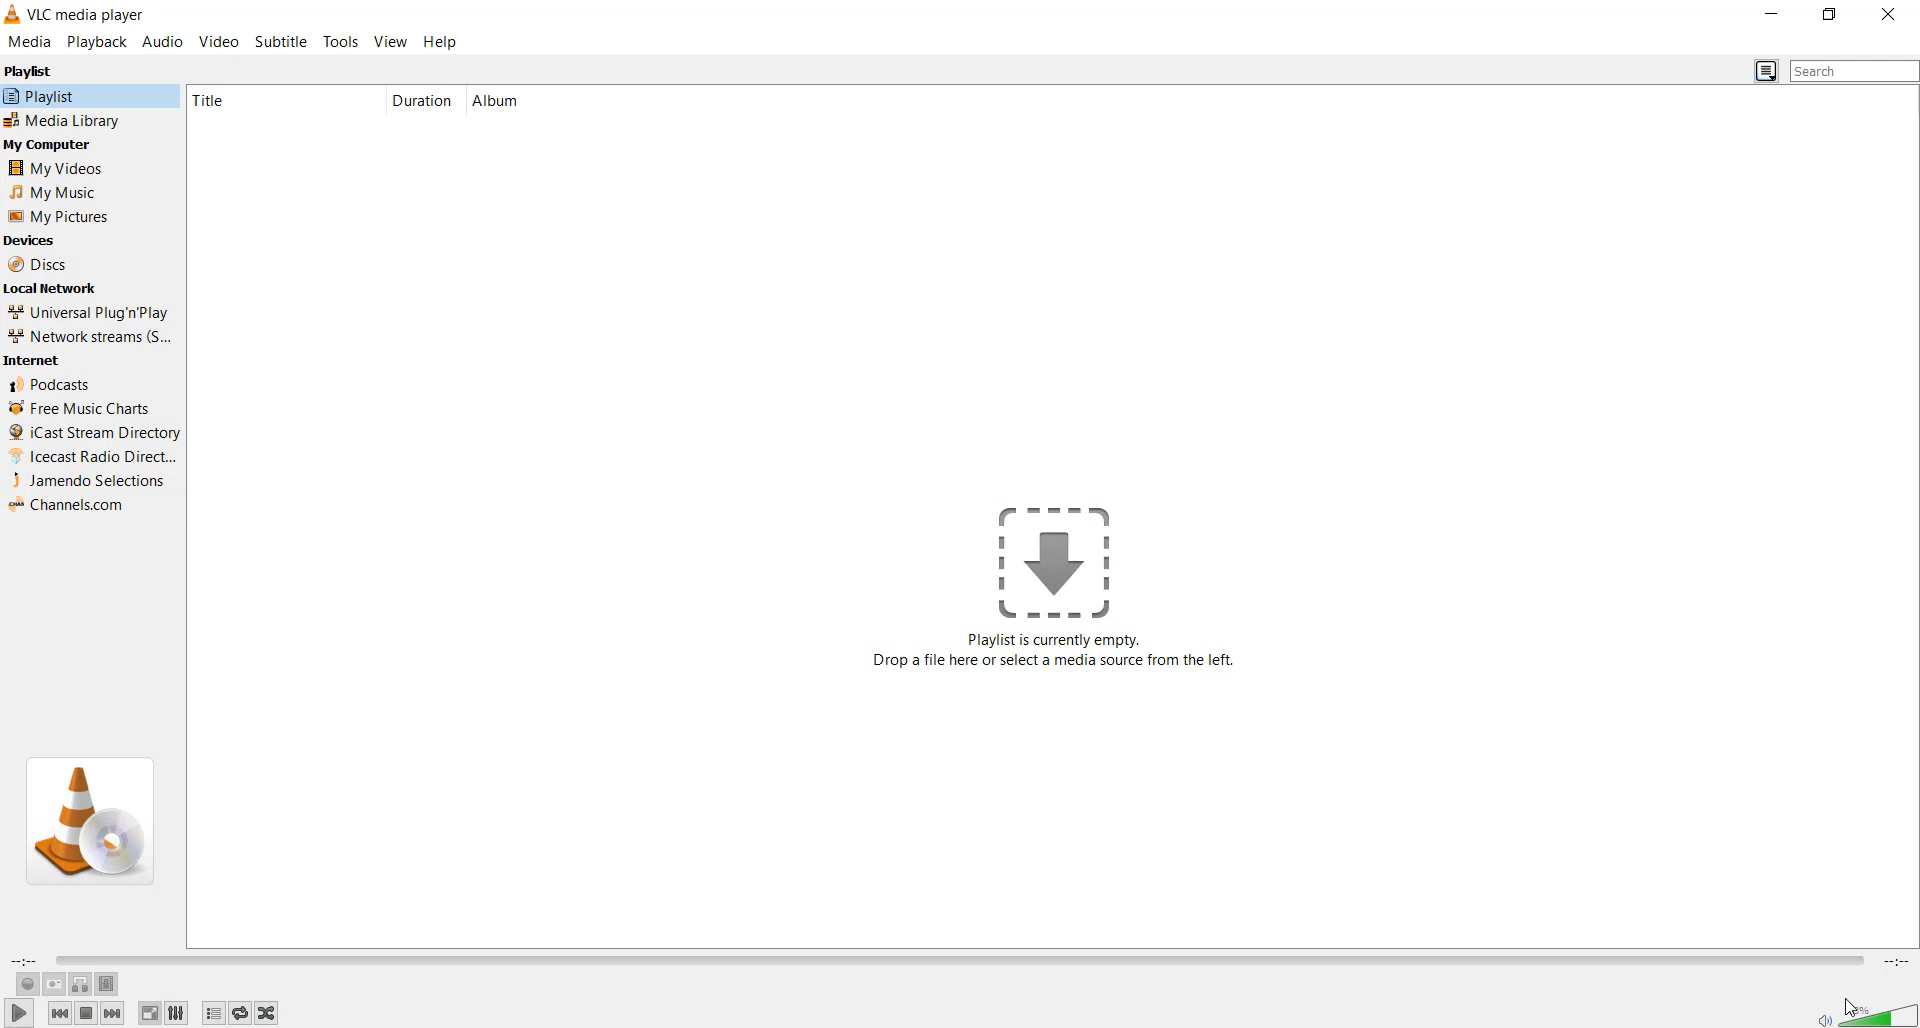 VLC media player
Media Playback Audio Video Subtitle Tools View Help
Playlist
Search
Playlist
Media Library
My Computer
My Videos
My Music
My Pictures
Devices
Discs
Local Network
Universal Plug'n'Play
Network streams (S...
Internet
Podcasts
Free Music Charts
iCast Stream Directory
Icecast Radio Direct...
Jamendo Selections
Channels.com
Title Duration Album
Playlist is currently empty.
Drop a file here or select a media source from the left.
--:-- --:--